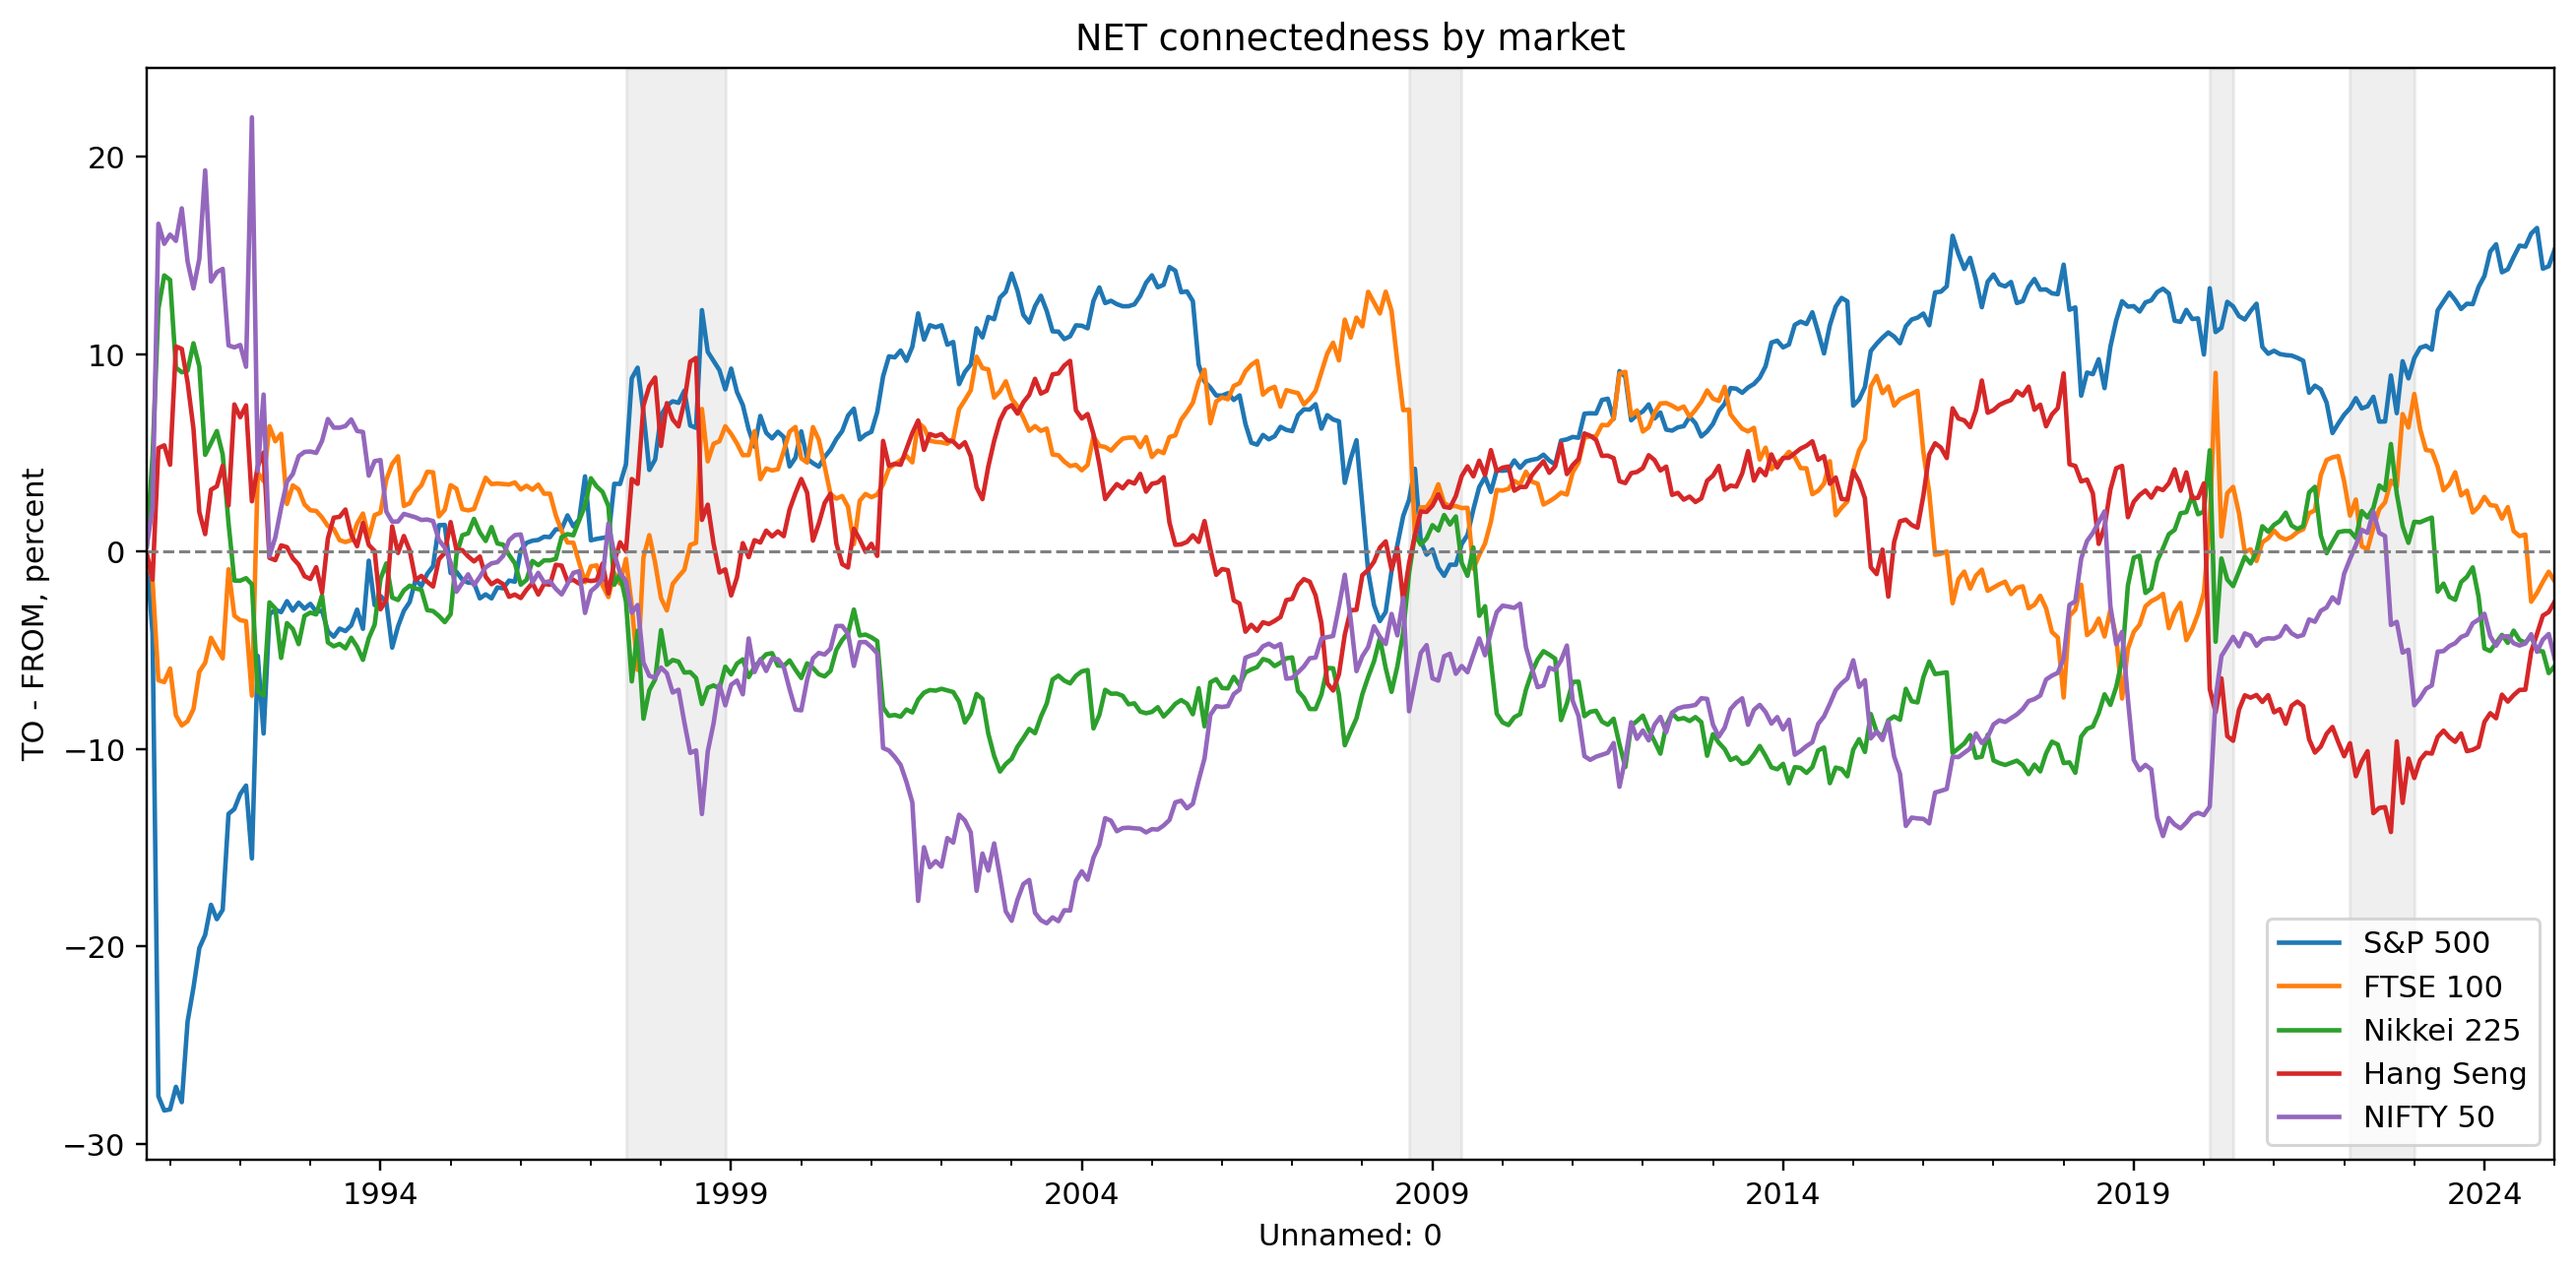 NET connectedness by market
TO - FROM, percent
20
10
0
−10
−20
−30
1994
1999
2004
2009
2014
2019
2024
Unnamed: 0
S&P 500
FTSE 100
Nikkei 225
Hang Seng
NIFTY 50